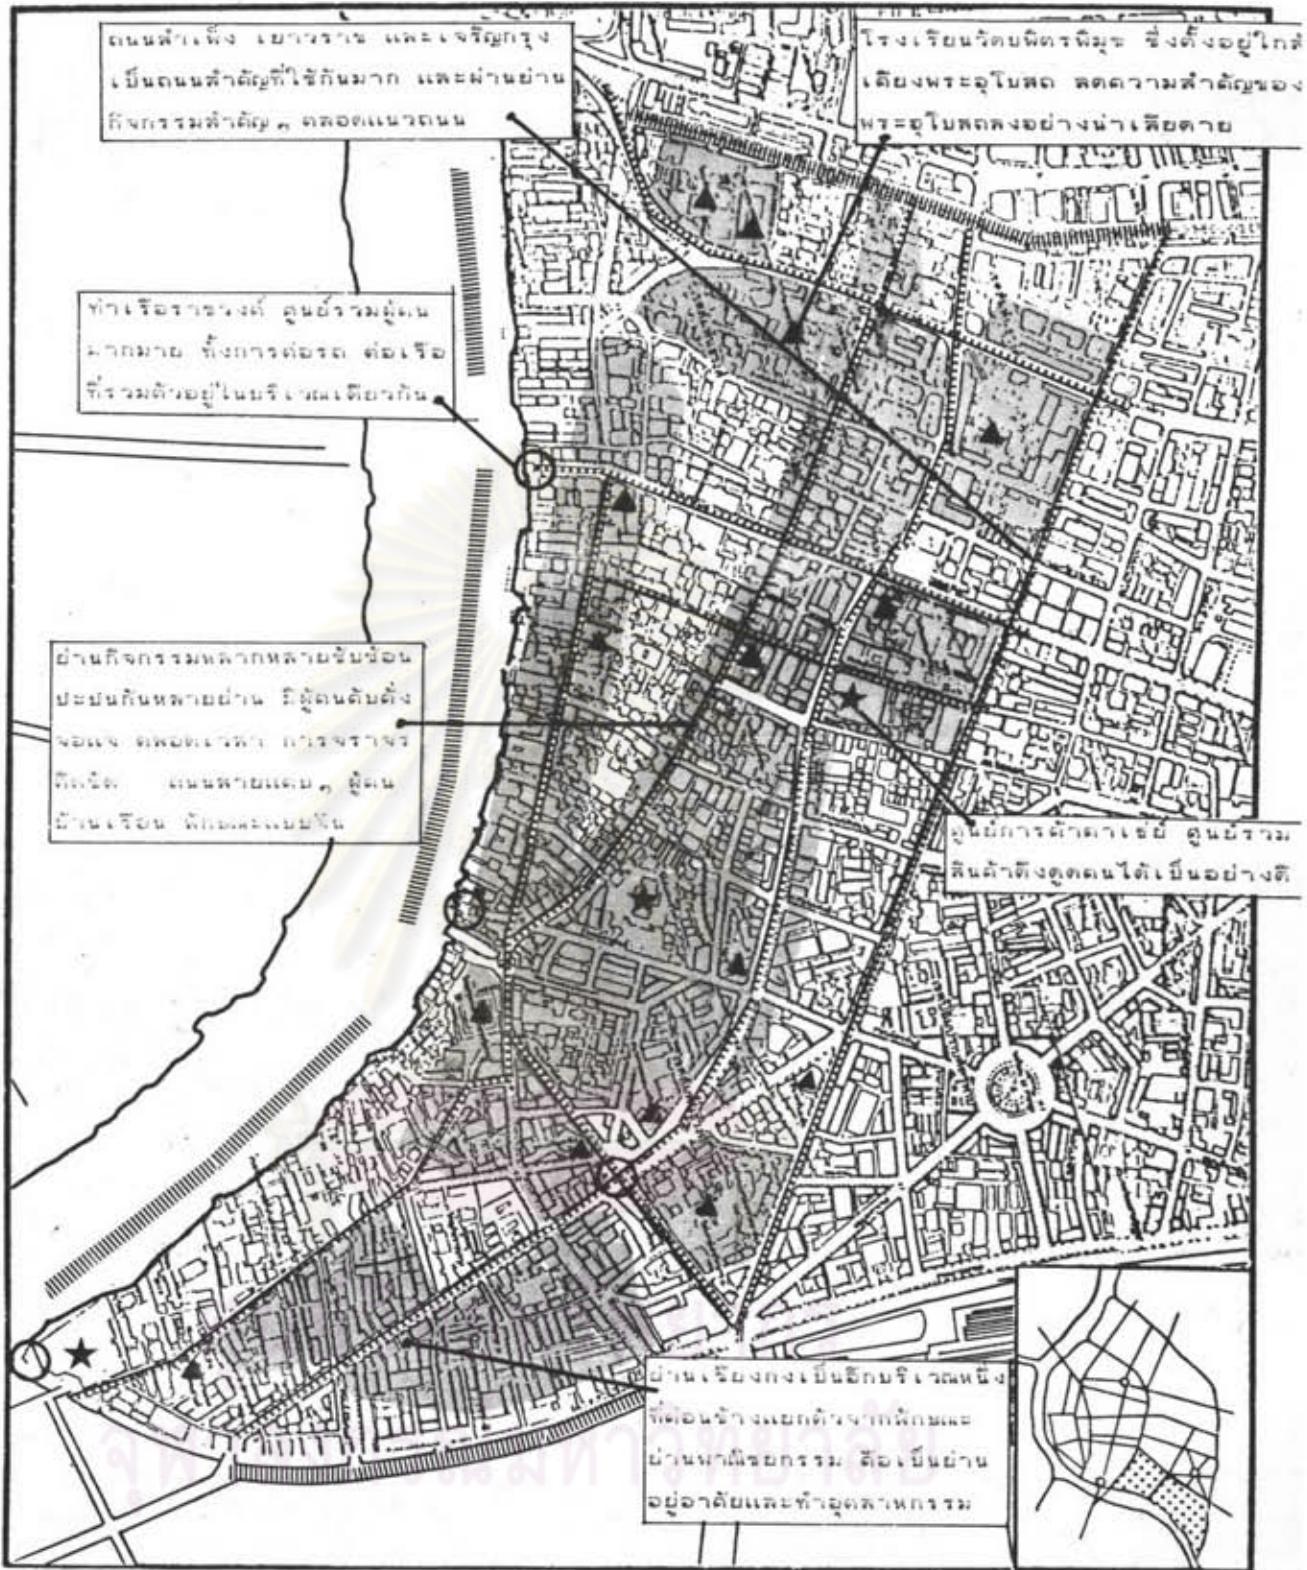 ถนนสำเพ็ง เยาวราช และเจริญกรุง
เป็นถนนสำคัญที่ใช้กันมาก และผ่านย่าน
กิจกรรมสำคัญๆ ตลอดแนวถนน
โรงเรียนวัดบพิตรพิมุข ซึ่งตั้งอยู่ใกล้
เคียงพระอุโบสถ ลดความสำคัญของ
พระอุโบสถลงอย่างน่าเสียดาย
ท่าเรือราชวงศ์ ศูนย์รวมผู้คน
มากมาย ทั้งการต่อรถ ต่อเรือ
ที่รวมตัวอยู่ในบริเวณเดียวกัน
ย่านกิจกรรมหลากหลายซับซ้อน
ปะปนกันหลายย่าน มีผู้คนคับคั่ง
จอแจ ตลอดเวลา การจราจร
ติดขัด ถนนสายแคบๆ ผู้คน
บ้านเรือน ลักษณะแบบจีน
ศูนย์การค้าคาเธ่ย์ ศูนย์รวม
สินค้าดึงดูดคนได้เป็นอย่างดี
ย่านเซียงกงเป็นอีกบริเวณหนึ่ง
ที่ค่อนข้างแยกตัวจากลักษณะ
ย่านพาณิชยกรรม คือเป็นย่าน
อยู่อาศัยและทำอุตสาหกรรม